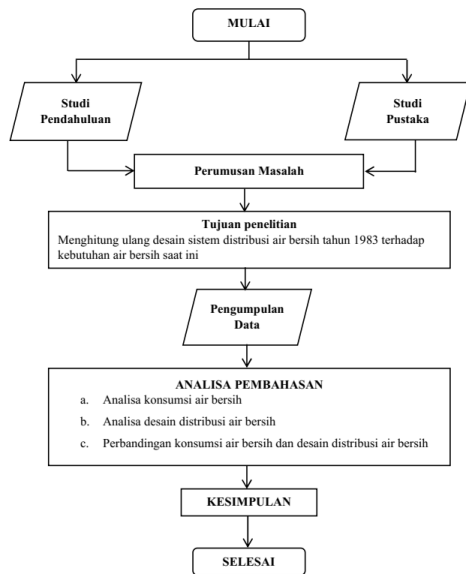 MULAI
Studi
Pendahuluan
Studi
Pustaka
Perumusan Masalah
Tujuan penelitian
Menghitung ulang desain sistem distribusi air bersih tahun 1983 terhadap
kebutuhan air bersih saat ini
Pengumpulan
Data
ANALISA PEMBAHASAN
a. Analisa konsumsi air bersih
b. Analisa desain distribusi air bersih
c. Perbandingan konsumsi air bersih dan desain distribusi air bersih
KESIMPULAN
SELESAI